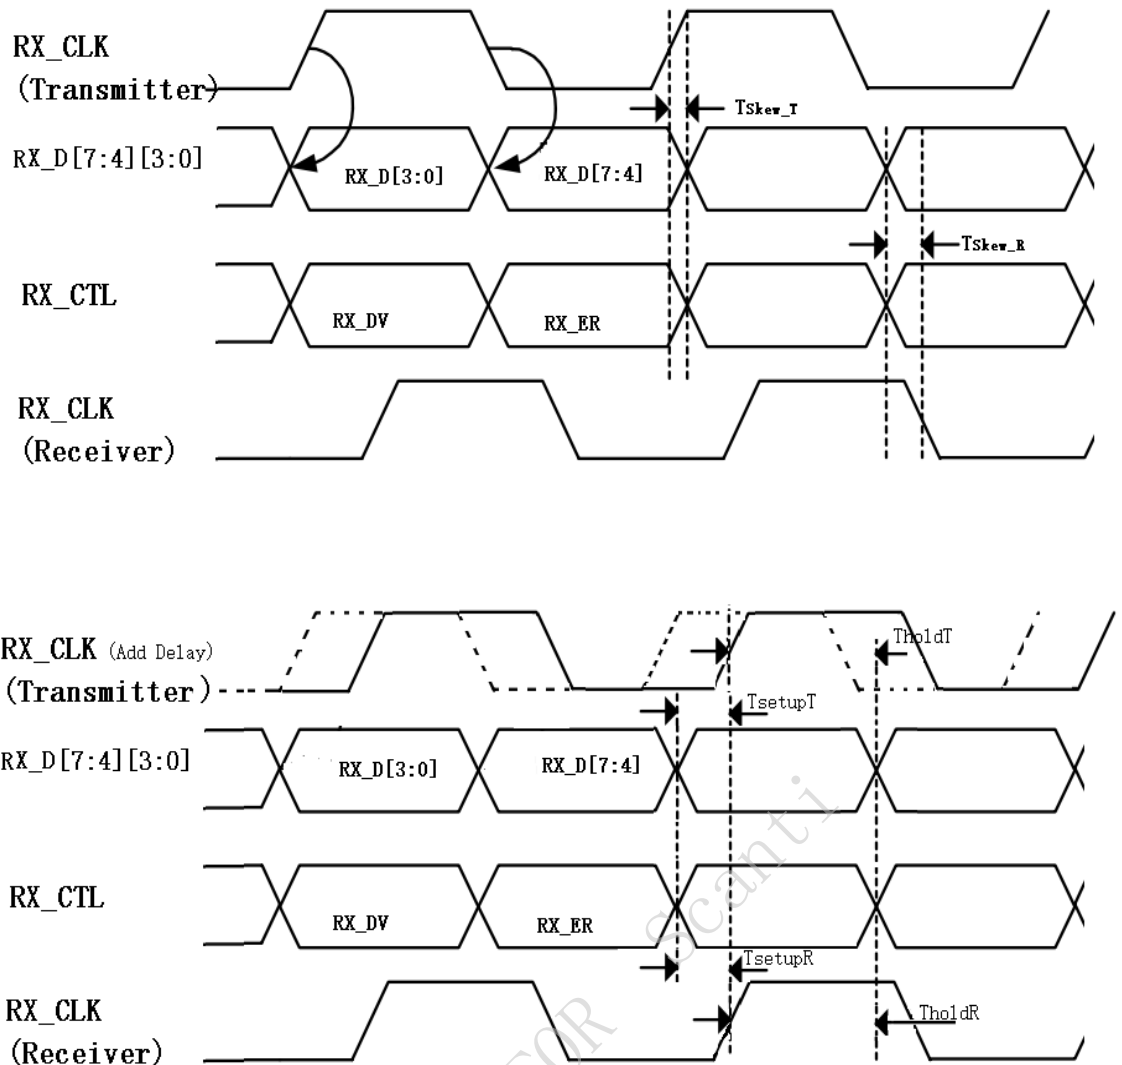 RX_CLK
(Transmitter)
TSkew_T
RX_D[7:4][3:0]
RX_D[3:0]
RX_D[7:4]
TSkew_R
RX_CTL
RX_DV
RX_ER
RX_CLK
(Receiver)
RX_CLK (Add Delay)
TholdT
(Transmitter)
TsetupT
RX_D[7:4][3:0]
RX_D[3:0]
RX_D[7:4]
Scanti
RX_CTL
RX_DV
RX_ER
TsetupR
RX_CLK
TholdR
(Receiver)